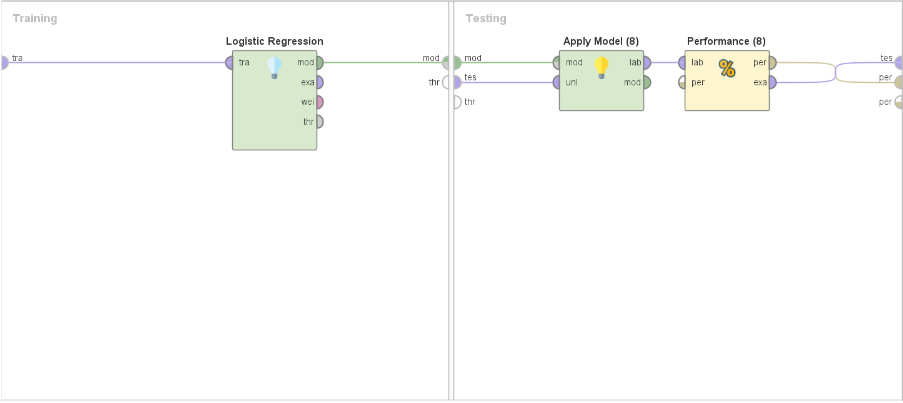 Training
Testing
Logistic Regression
Apply Model (8)
Performance (8)
tra
tra
mod
mod
mod
mod
lab
lab
per
tes
exa
thr
tes
uni
mod
per
exa
per
wei
thr
per
thr